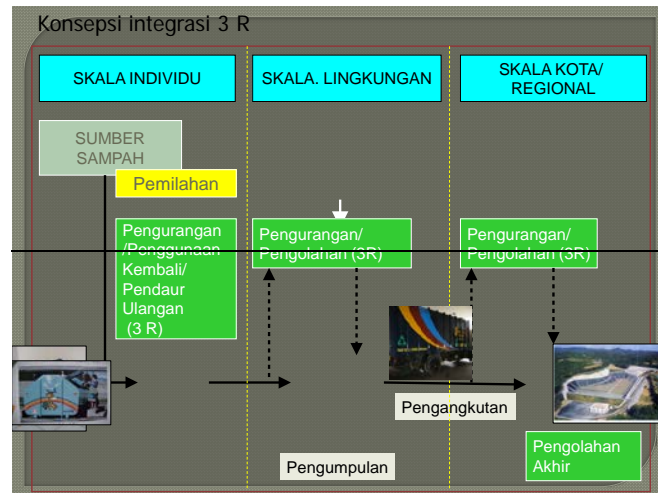 Konsepsi integrasi 3 R
SKALA INDIVIDU
SKALA. LINGKUNGAN
SKALA KOTA/
REGIONAL
SUMBER
SAMPAH
Pemilahan
Pengurangan
/Penggunaan
Kembali/
Pendaur
Ulangan
(3 R)
Pengurangan/
Pengolahan (3R)
Pengurangan/
Pengolahan (3R)
Pengangkutan
Pengumpulan
Pengolahan
Akhir